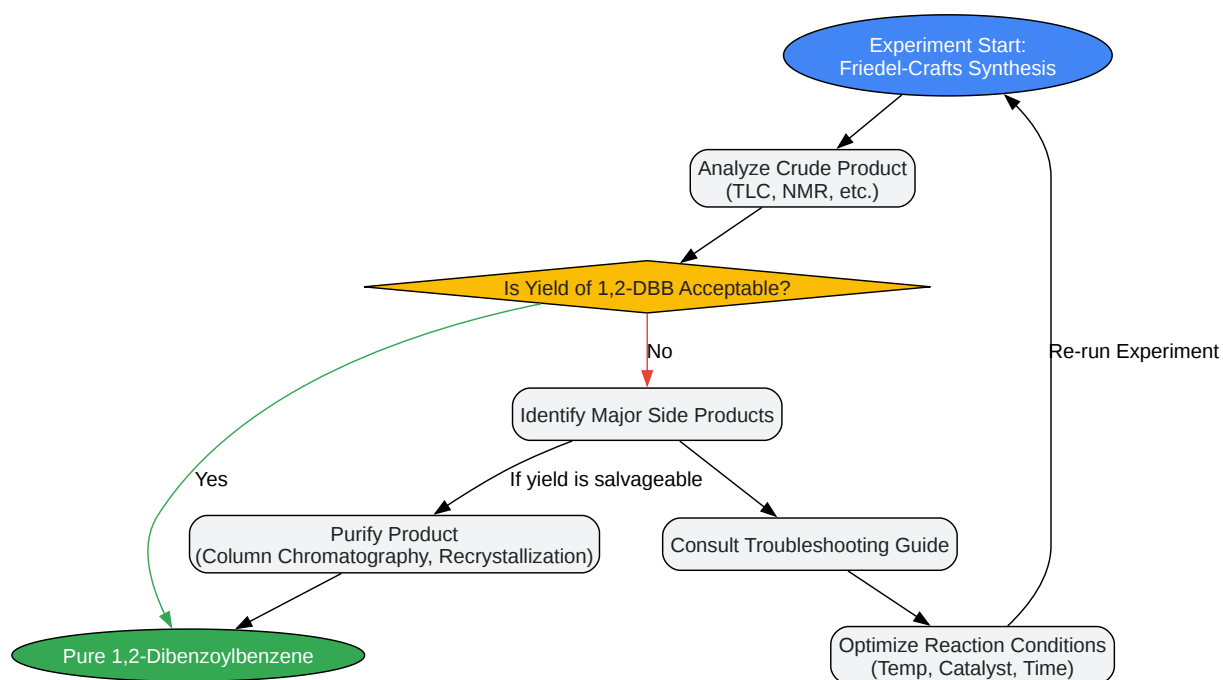 Experiment Start:
Friedel-Crafts Synthesis
Analyze Crude Product
(TLC, NMR, etc.)
Is Yield of 1,2-DBB Acceptable?
No
Re-run Experiment
Identify Major Side Products
Yes
If yield is salvageable
Purify Product
(Column Chromatography, Recrystallization)
Consult Troubleshooting Guide
Pure 1,2-Dibenzoylbenzene
Optimize Reaction Conditions
(Temp, Catalyst, Time)